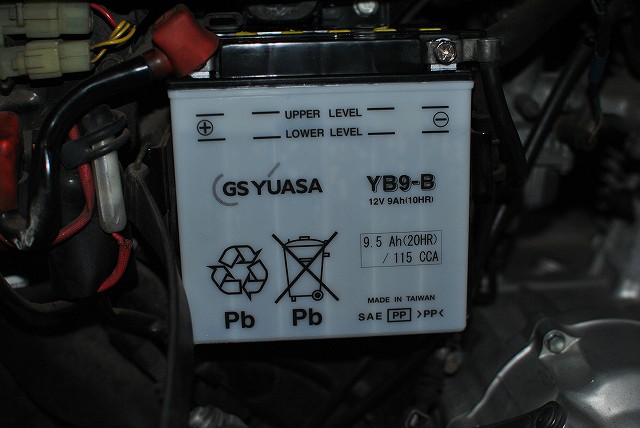 UPPER LEVEL
LOWER LEVEL
GS YUASA
YB9-B
12V 9Ah(10HR)
9.5 Ah(20HR)
/ 115 CCA
Pb
Pb
MADE IN TAIWAN
SAE PP >PP<